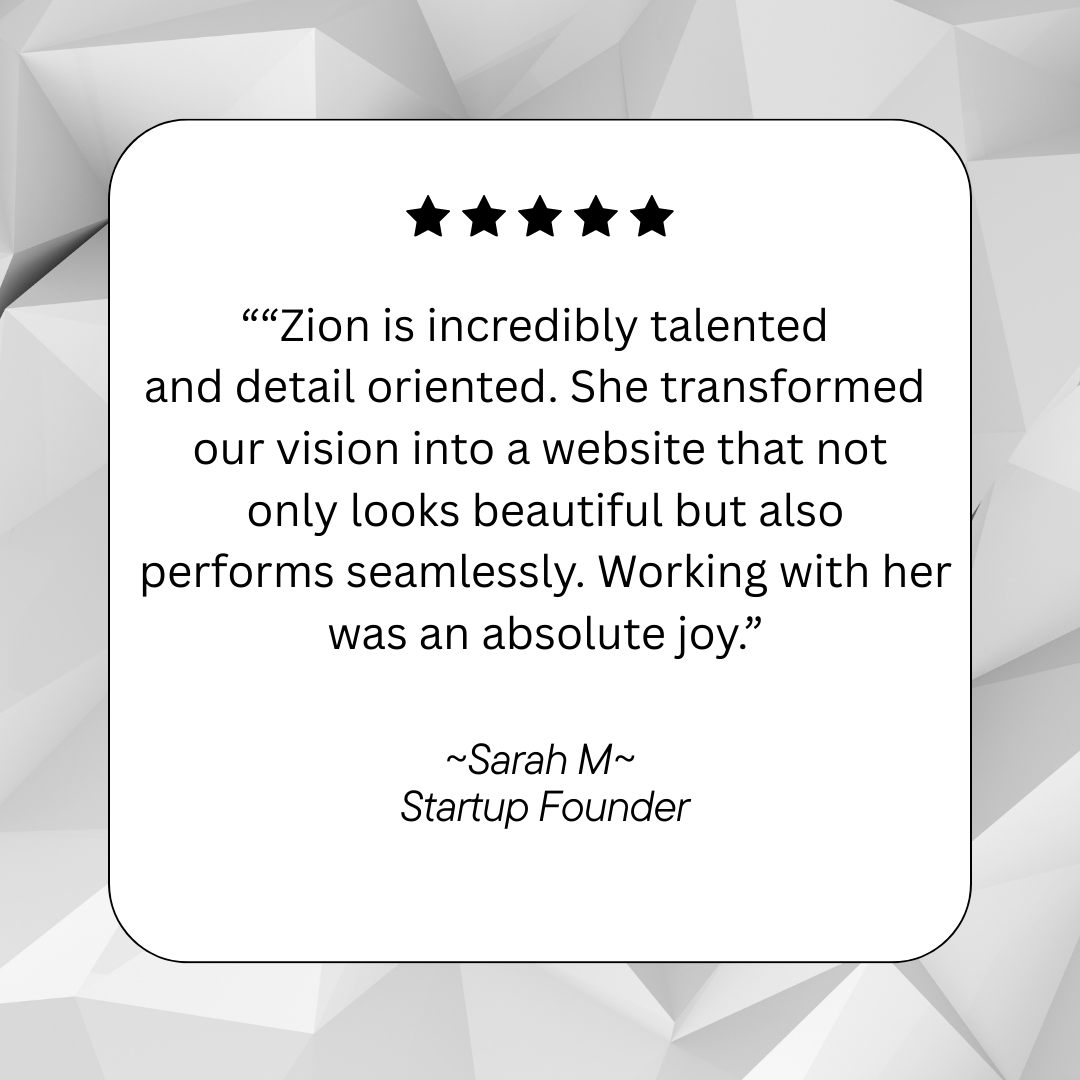 ““Zion is incredibly talented
and detail oriented. She transformed
our vision into a website that not
only looks beautiful but also
performs seamlessly. Working with her
was an absolute joy.”
~Sarah M~
Startup Founder